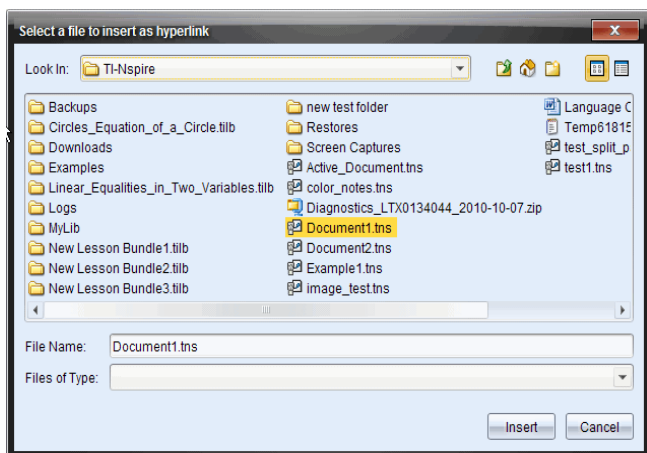 Select a file to insert as hyperlink
Look In: TI-Nspire
Backups
Circles_Equation_of_a_Circle.tilb
Downloads
Examples
Linear_Equalities_in_Two_Variables.tilb
Logs
MyLib
New Lesson Bundle1.tilb
New Lesson Bundle2.tilb
New Lesson Bundle3.tilb
new test folder
Restores
Screen Captures
Active_Document.tns
color_notes.tns
Diagnostics_LTX0134044_2010-10-07.zip
Document1.tns
Document2.tns
Example1.tns
image_test.tns
Language C
Temp61815
test_split_p
test1.tns
File Name: Document1.tns
Files of Type:
Insert Cancel